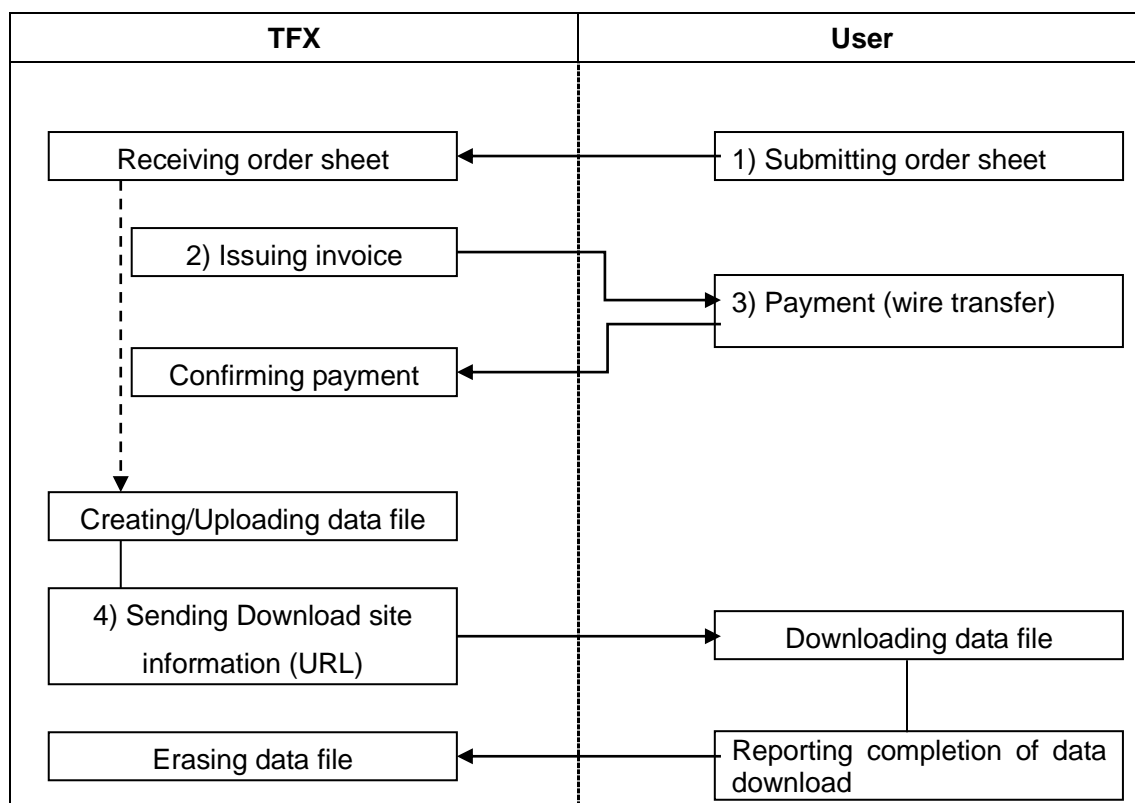 TFX
User
Receiving order sheet
1) Submitting order sheet
2) Issuing invoice
3) Payment (wire transfer)
Confirming payment
Creating/Uploading data file
4) Sending Download site
information (URL)
Downloading data file
Erasing data file
Reporting completion of data
download